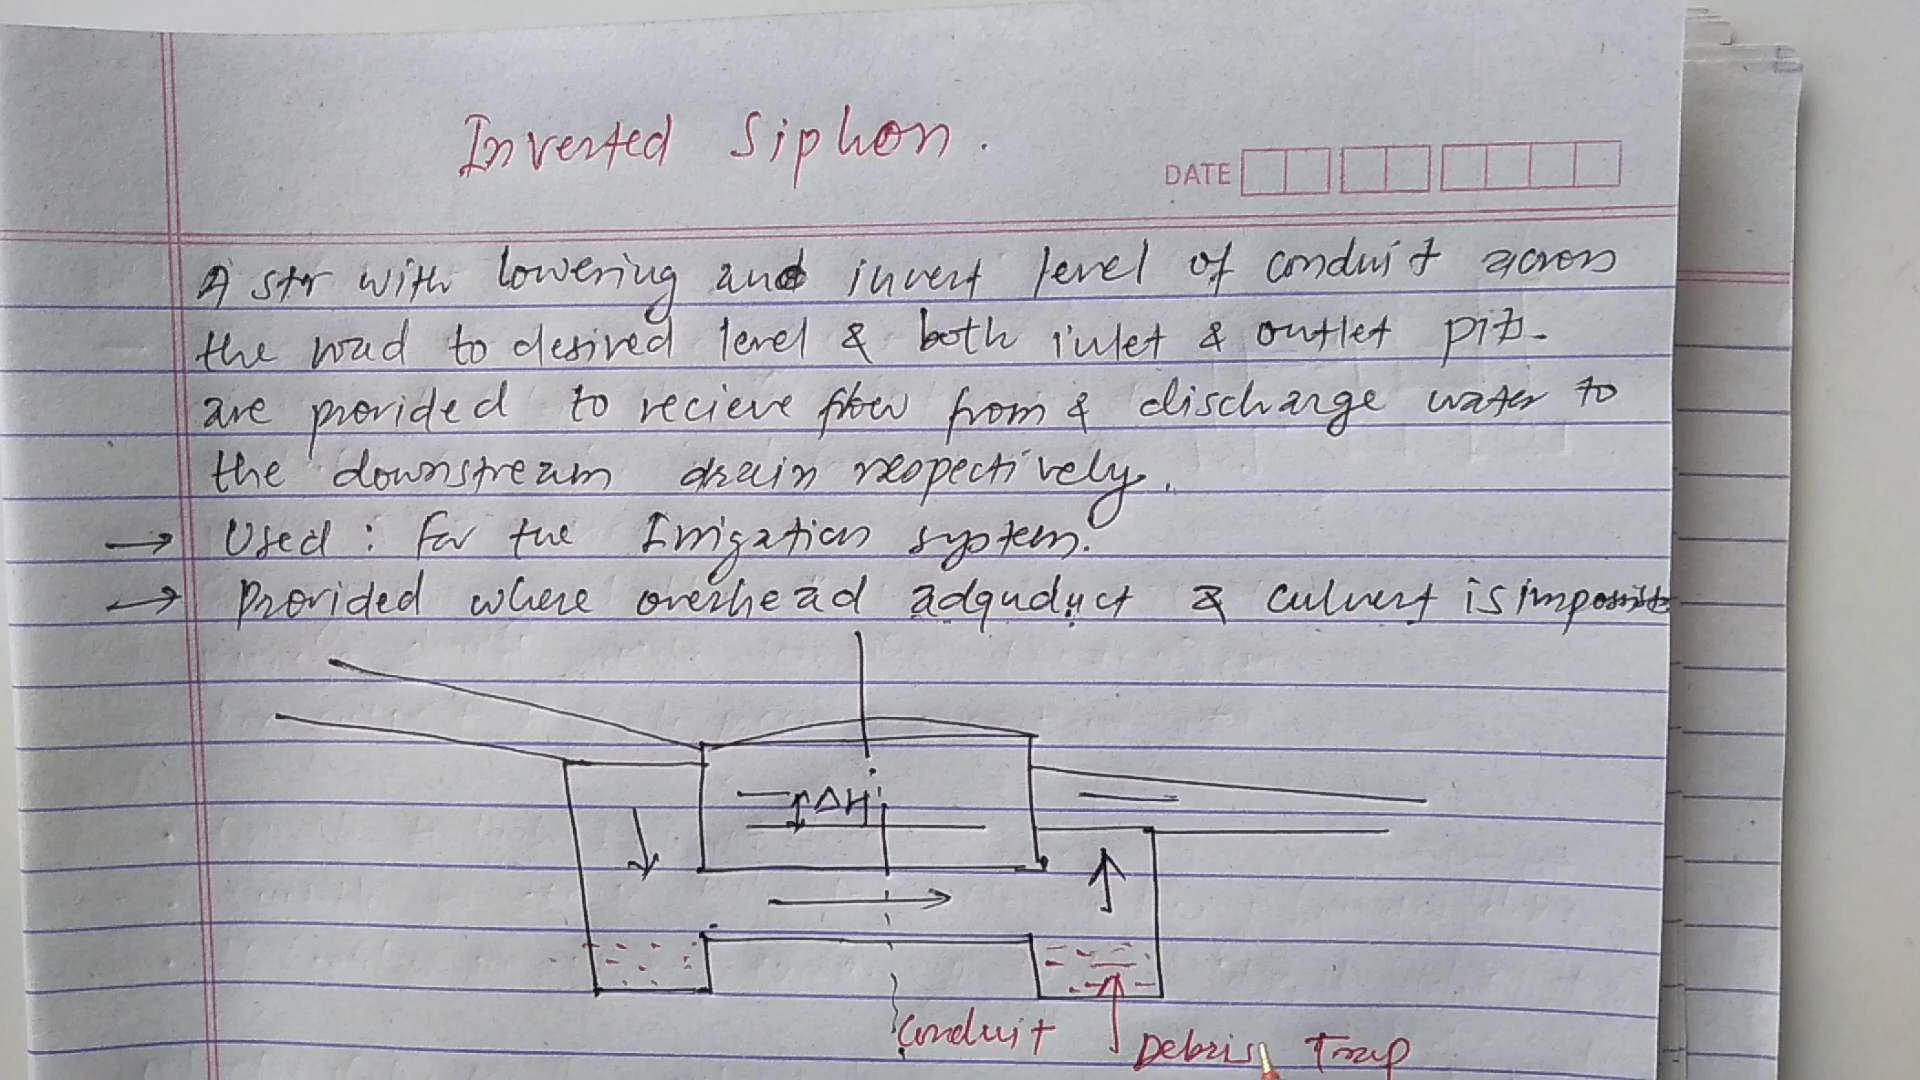 Inverted Siphon.
DATE
A str with lowering and invert level of conduit across
the road to desired level & both inlet & outlet pits.
are provided to recieve flow from & discharge water to
the downstream drain respectively.
→ Used : For the Irrigation system.
→ Provided where overhead adquduct & culvert is impossible
ΔH
Conduit
Debris Trap